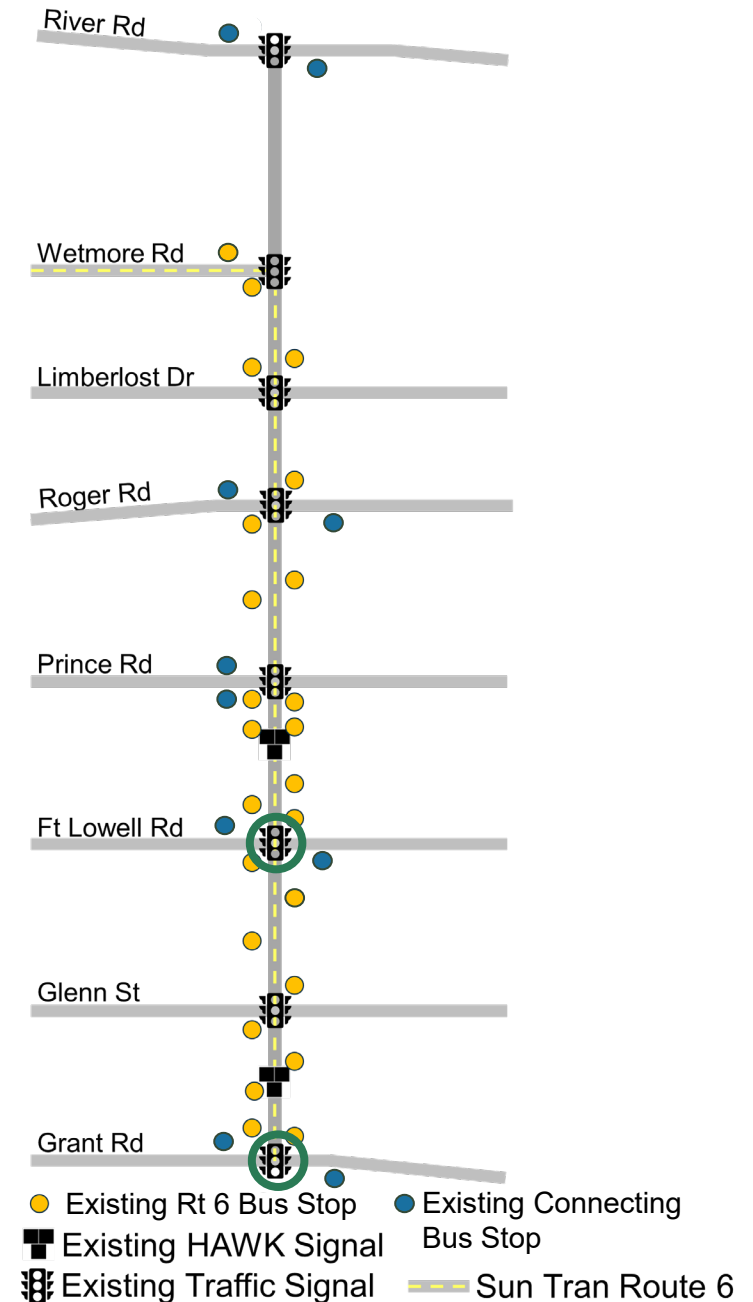 River Rd
Wetmore Rd
Limberlost Dr
Roger Rd
Prince Rd
Ft Lowell Rd
Glenn St
Grant Rd
Existing Rt 6 Bus Stop
Existing Connecting
Bus Stop
Existing HAWK Signal
Existing Traffic Signal
Sun Tran Route 6